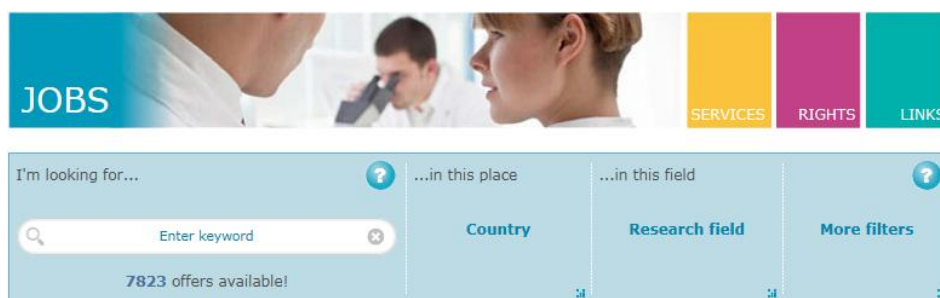 JOBS
SERVICES
RIGHTS
LINKS
I'm looking for...
?
...in this place
...in this field
?
Enter keyword
Country
Research field
More filters
7823 offers available!